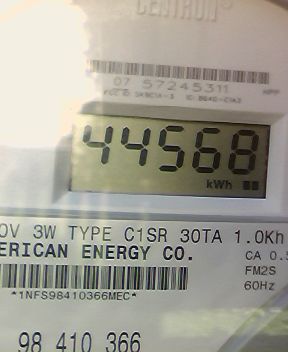 CENTRON®
07 57245311
44568
kWh
0V 3W TYPE C1SR 30TA 1.0Kh
ERICAN ENERGY CO.
CA 0.5
FM2S
60Hz
*1NFS98410366MEC*
98 410 366